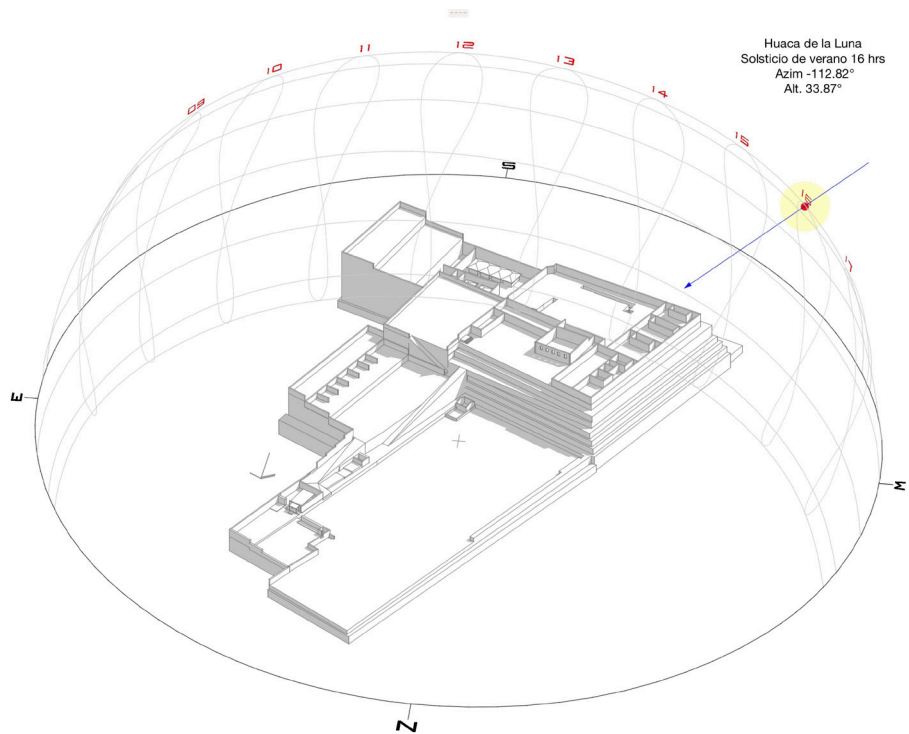 Huaca de la Luna
Solsticio de verano 16 hrs
Azim -112.82°
Alt. 33.87°
09
10
11
12
13
14
15
16
17
S
E
W
N